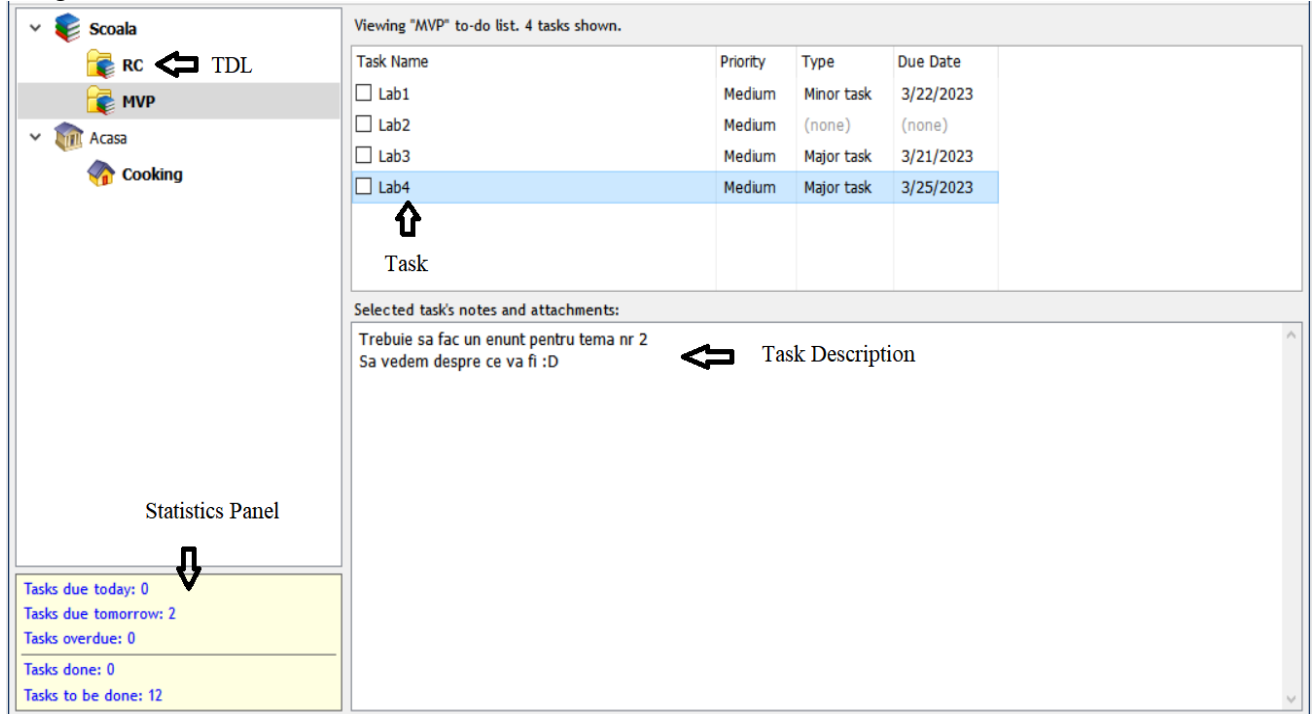 Scoala
RC TDL
MVP
Acasa
Cooking
Statistics Panel
Tasks due today: 0
Tasks due tomorrow: 2
Tasks overdue: 0
Tasks done: 0
Tasks to be done: 12
Viewing "MVP" to-do list. 4 tasks shown.
Task Name Priority Type Due Date
Lab1 Medium Minor task 3/22/2023
Lab2 Medium (none) (none)
Lab3 Medium Major task 3/21/2023
Lab4 Medium Major task 3/25/2023
Task
Selected task's notes and attachments:
Trebuie sa fac un enunt pentru tema nr 2
Sa vedem despre ce va fi :D
Task Description